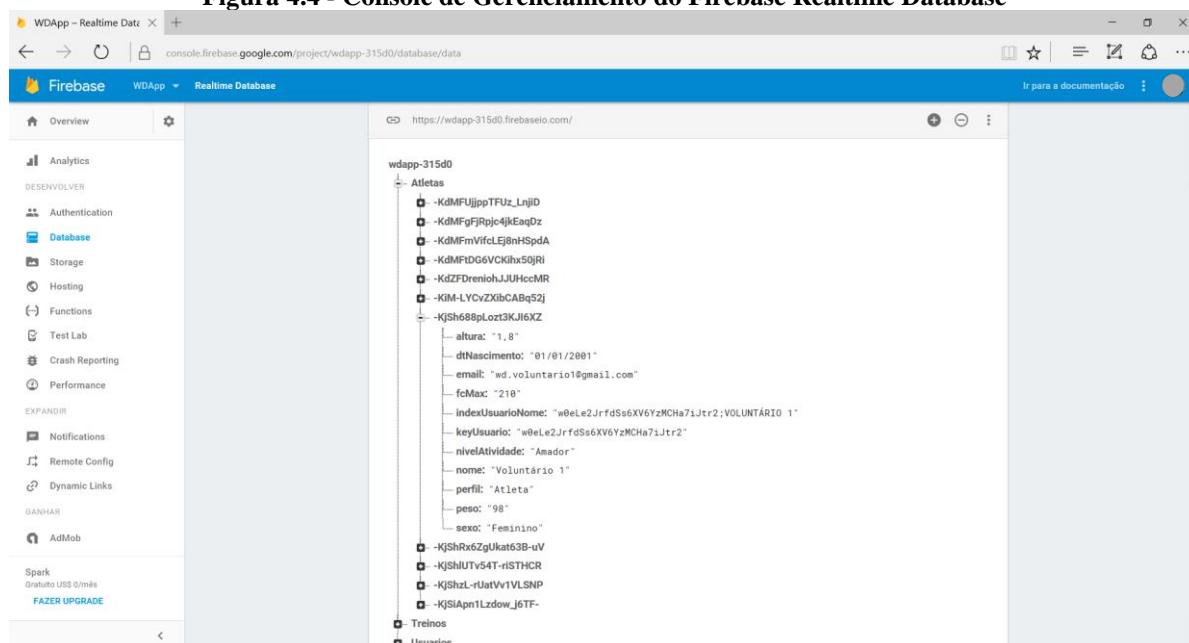 Figura 4.4 - Console de Gerenciamento do Firebase Realtime Database
WDApp – Realtime Data
console.firebase.google.com/project/wdapp-315d0/database/data
Firebase
WDApp
Realtime Database
Ir para a documentação
Overview
Analytics
DESENVOLVER
Authentication
Database
Storage
Hosting
Functions
Test Lab
Crash Reporting
Performance
EXPANDIR
Notifications
Remote Config
Dynamic Links
GANHAR
AdMob
Spark
Gratuito US$ 0/mês
FAZER UPGRADE
https://wdapp-315d0.firebaseio.com/
wdapp-315d0
Atletas
-KdMFUjjppTFUz_LnjiD
-KdMFgFjRpjc4jkEaqDz
-KdMFmVifcLEj8nHSpdA
-KdMFtDG6VCKihx50jRi
-KdZFDreniohJJUHccMR
-KiM-LYCvZXibCABq52j
-KjSh688pLozt3KJI6XZ
altura: "1,8"
dtNascimento: "01/01/2001"
email: "wd.voluntario1@gmail.com"
fcMax: "210"
indexUsuarioNome: "w0eLe2JrfdSs6XV6YzMCHa7iJtr2;VOLUNTÁRIO 1"
keyUsuario: "w0eLe2JrfdSs6XV6YzMCHa7iJtr2"
nivelAtividade: "Amador"
nome: "Voluntário 1"
perfil: "Atleta"
peso: "98"
sexo: "Feminino"
-KjShRx6ZgUkat63B-uV
-KjShlUTv54T-riSTHCR
-KjShzL-rUatVv1VLSNP
-KjSiApn1Lzdow_j6TF-
Treinos
Usuarios